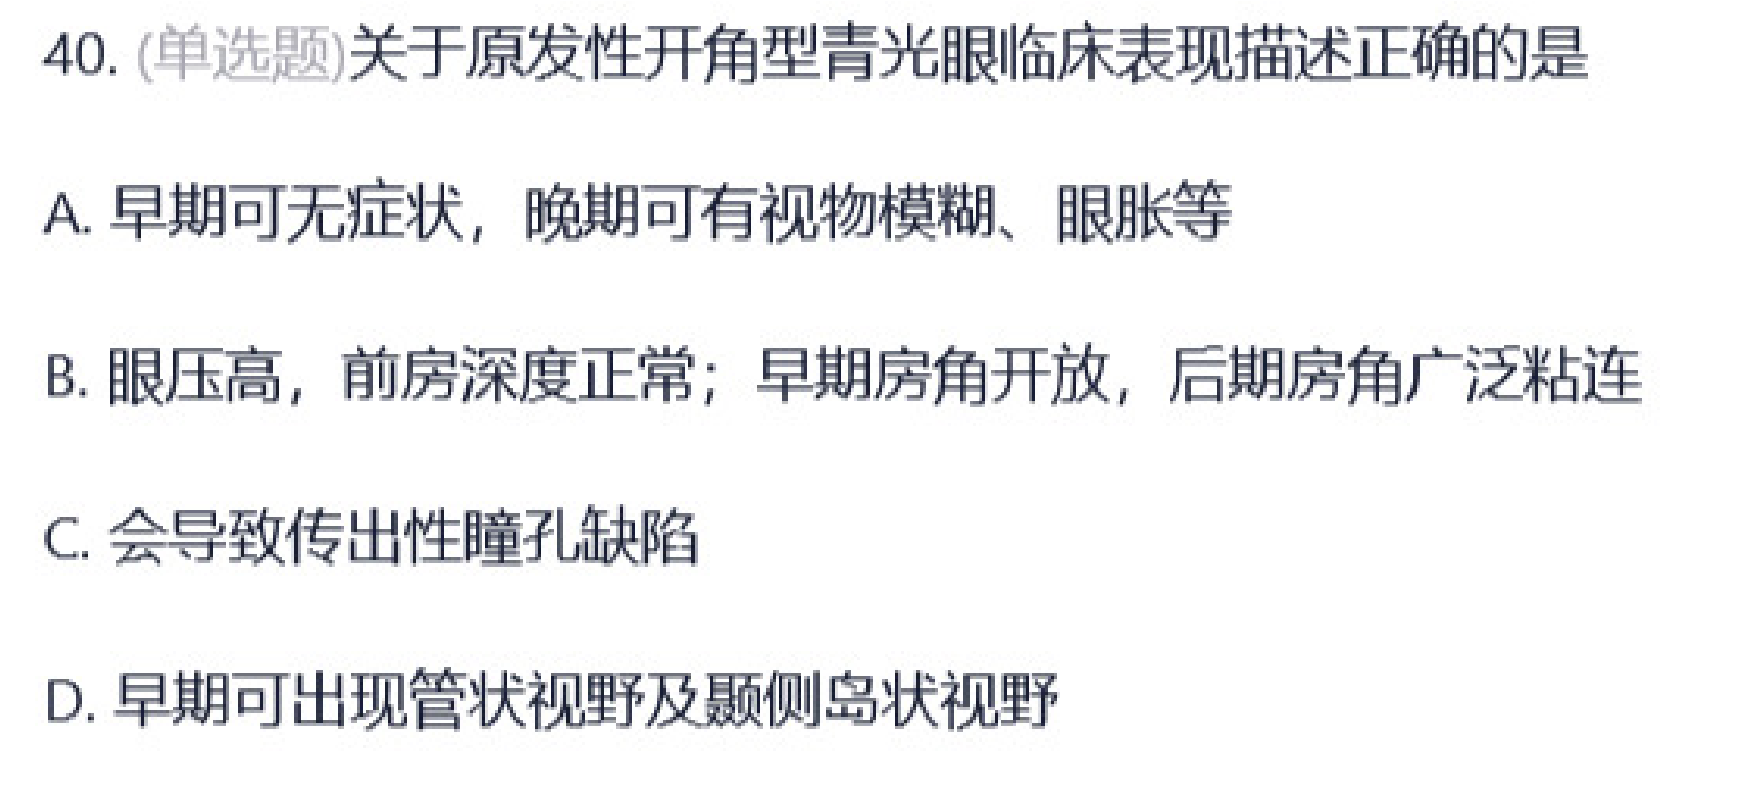 40. (单选题)关于原发性开角型青光眼临床表现描述正确的是
A. 早期可无症状，晚期可有视物模糊、眼胀等
B. 眼压高，前房深度正常；早期房角开放，后期房角广泛粘连
C. 会导致传出性瞳孔缺陷
D. 早期可出现管状视野及颞侧岛状视野